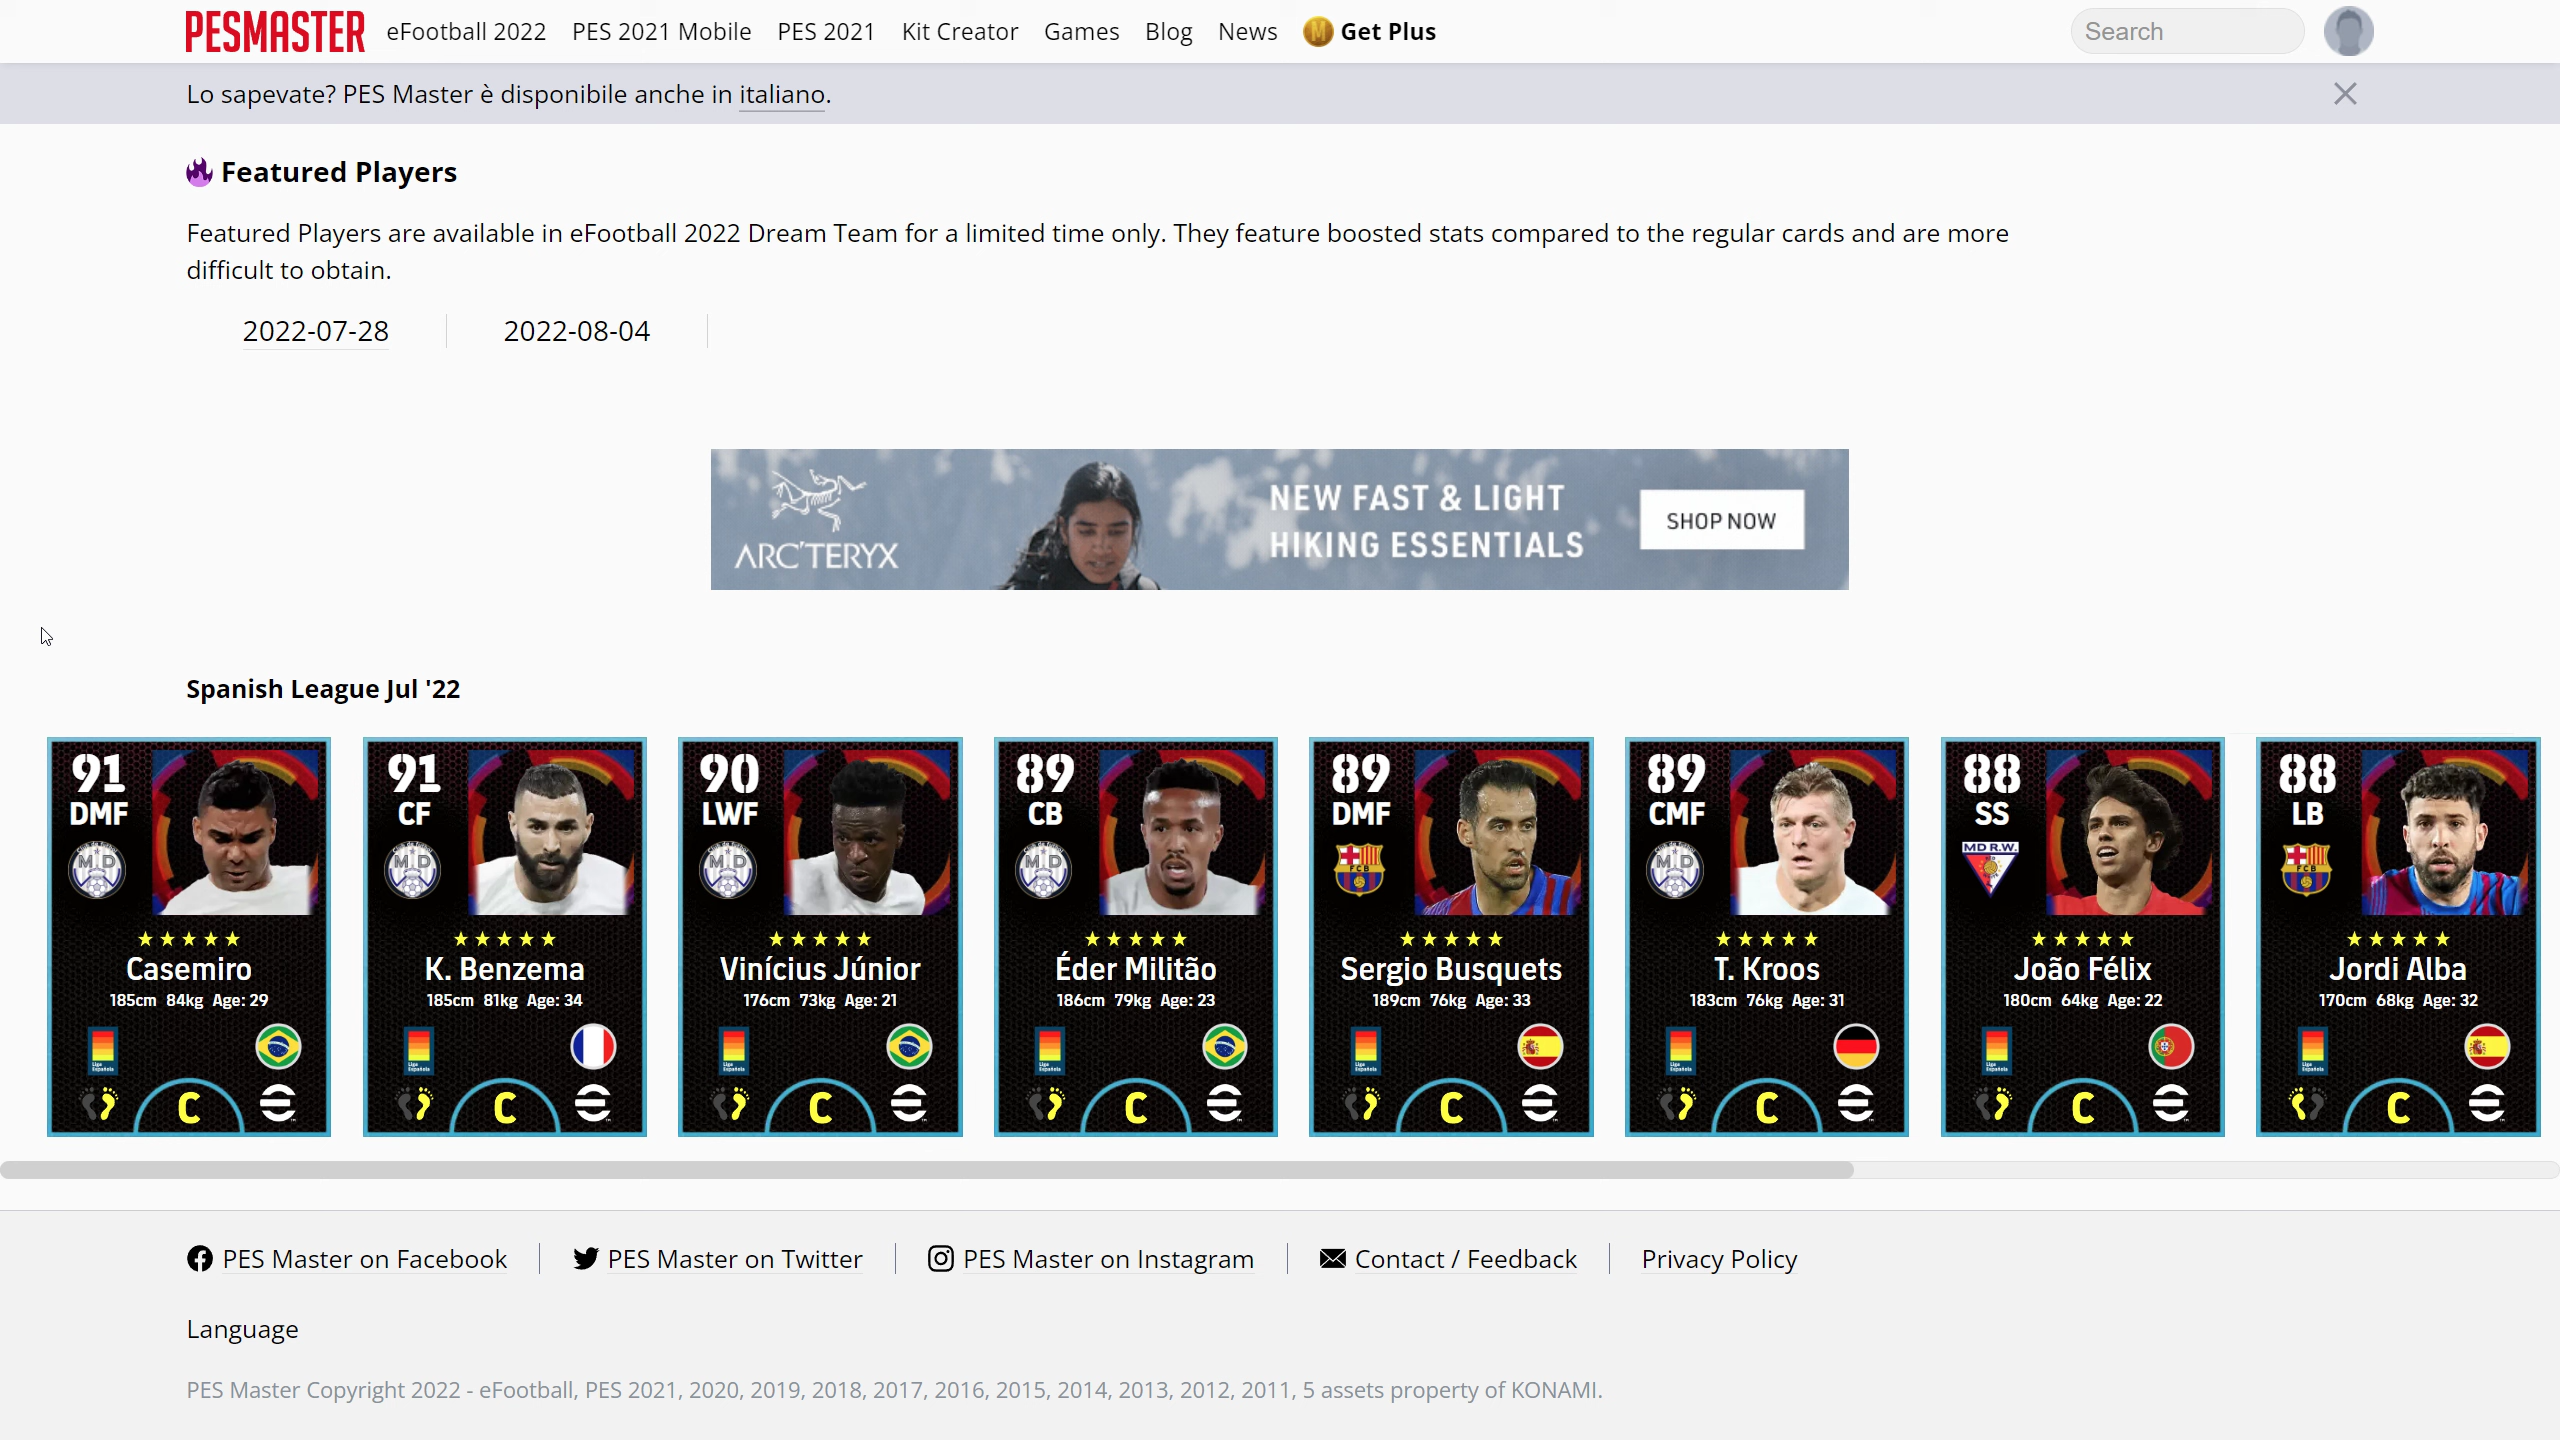 PESMASTER eFootball 2022 PES 2021 Mobile PES 2021 Kit Creator Games Blog News Get Plus Search
Lo sapevate? PES Master è disponibile anche in italiano.
Featured Players
Featured Players are available in eFootball 2022 Dream Team for a limited time only. They feature boosted stats compared to the regular cards and are more
difficult to obtain.
2022-07-28 2022-08-04
ARC'TERYX
NEW FAST & LIGHT
HIKING ESSENTIALS
SHOP NOW
Spanish League Jul '22
91
DMF
MD
Casemiro
185cm 84kg Age: 29
C
91
CF
MD
K. Benzema
185cm 81kg Age: 34
C
90
LWF
MD
Vinícius Júnior
176cm 73kg Age: 21
C
89
CB
MD
Éder Militão
186cm 79kg Age: 23
C
89
DMF
FCB
Sergio Busquets
189cm 76kg Age: 33
C
89
CMF
MD
T. Kroos
183cm 76kg Age: 31
C
88
SS
MD R.W.
João Félix
180cm 64kg Age: 22
C
88
LB
FCB
Jordi Alba
170cm 68kg Age: 32
C
PES Master on Facebook PES Master on Twitter PES Master on Instagram Contact / Feedback Privacy Policy
Language
PES Master Copyright 2022 - eFootball, PES 2021, 2020, 2019, 2018, 2017, 2016, 2015, 2014, 2013, 2012, 2011, 5 assets property of KONAMI.